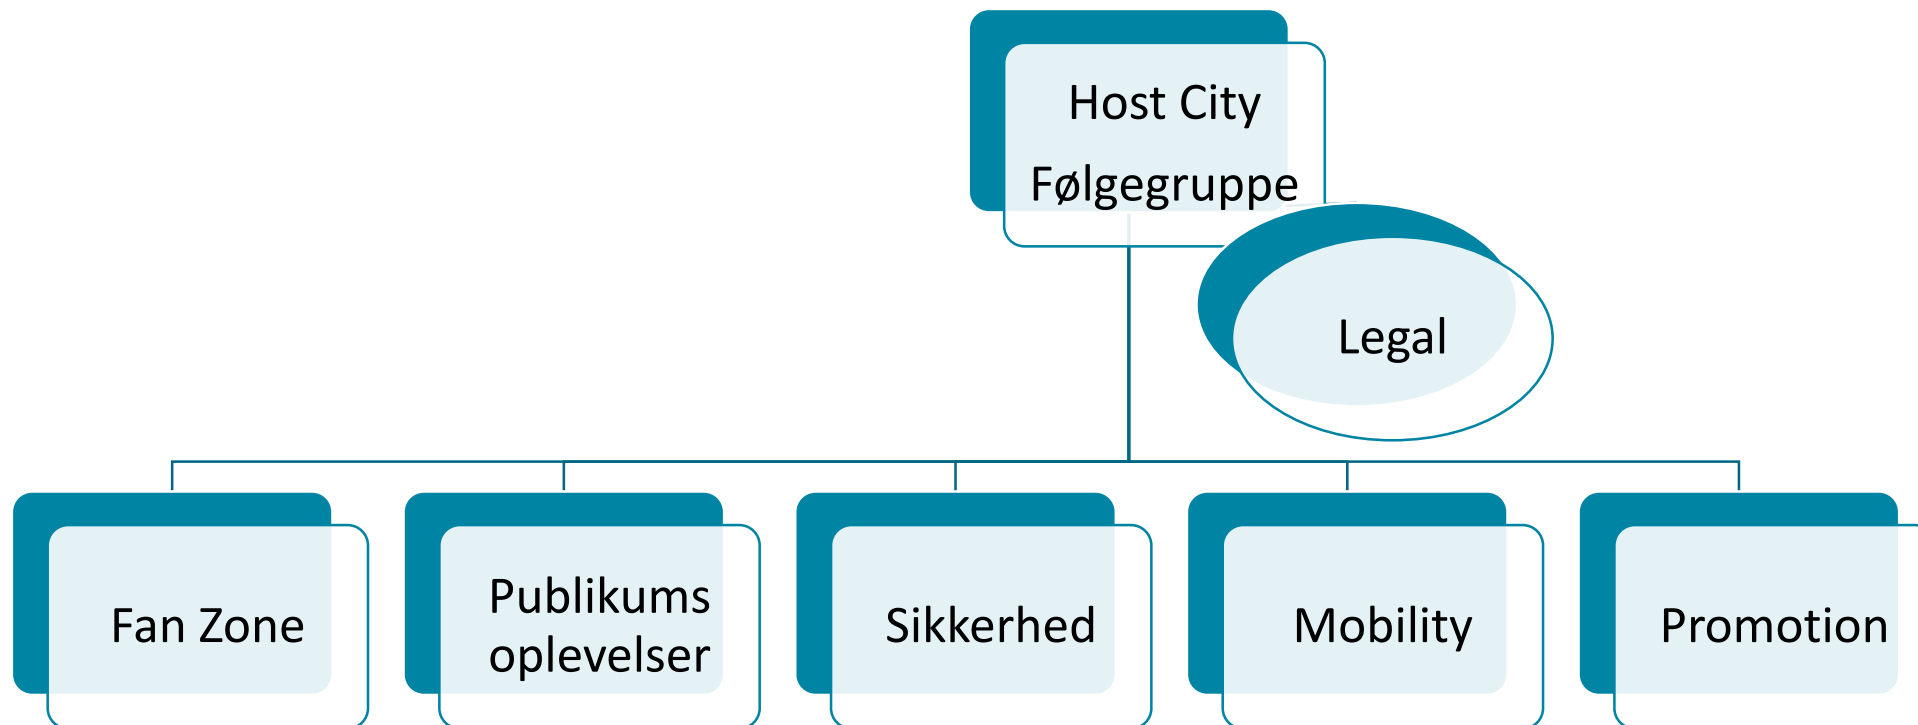 Host City
Følgegruppe
Legal
Fan Zone
Publikums
oplevelser
Sikkerhed
Mobility
Promotion